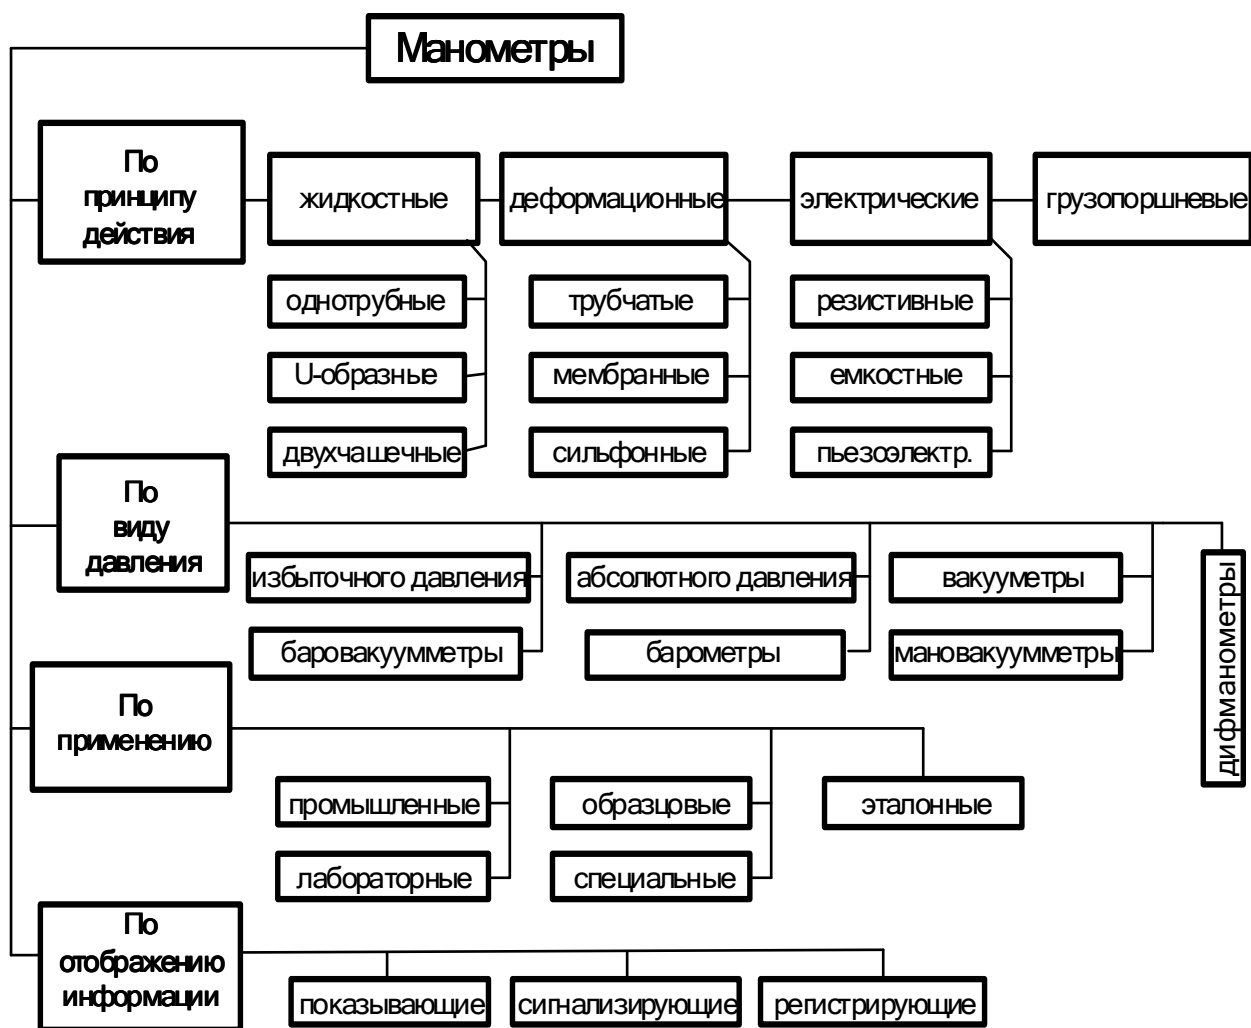 Манометры
По
принципу
действия
жидкостные
деформационные
электрические
грузопоршневые
однотрубные
трубчатые
резистивные
U-образные
мембранные
емкостные
двухчашечные
сильфонные
пьезоэлектр.
По
виду
давления
избыточного давления
абсолютного давления
вакууметры
дифманометры
баровакуумметры
барометры
мановакуумметры
По
применению
промышленные
образцовые
эталонные
лабораторные
специальные
По
отображению
информации
показывающие
сигнализирующие
регистрирующие